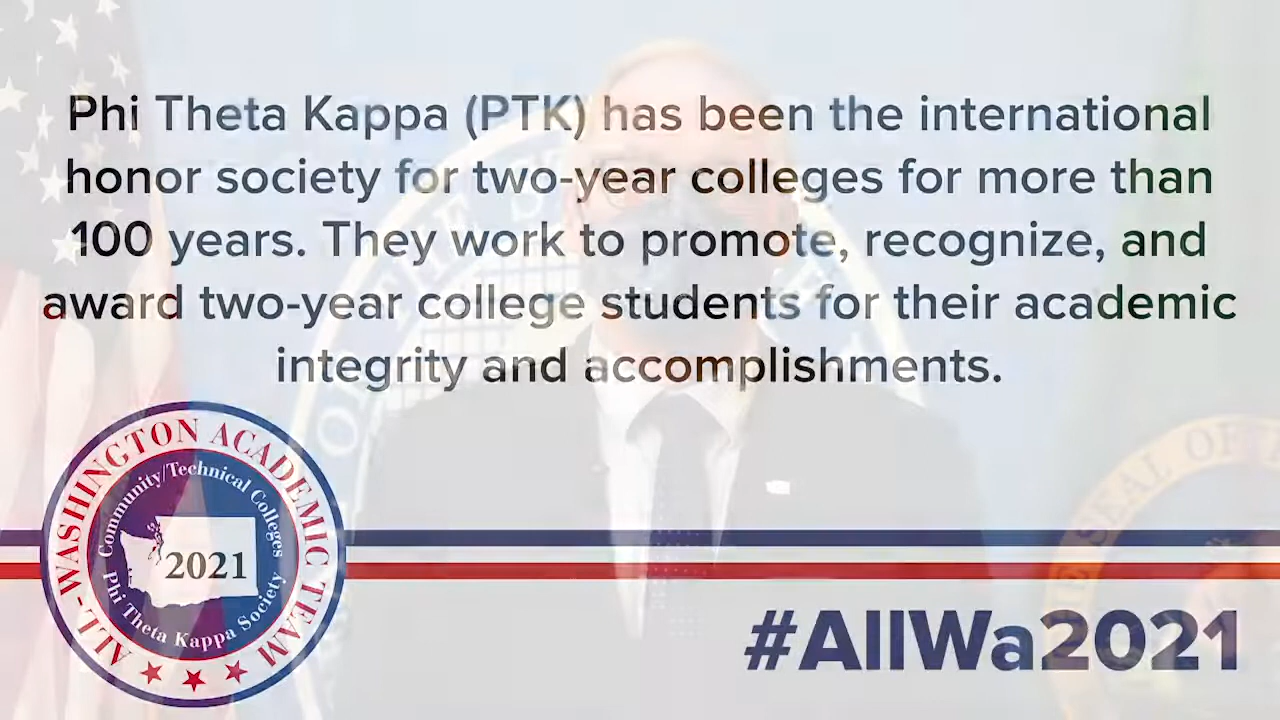 Phi Theta Kappa (PTK) has been the international
honor society for two-year colleges for more than
100 years. They work to promote, recognize, and
award two-year college students for their academic
integrity and accomplishments.
ALL-WASHINGTON ACADEMIC TEAM
Community/Technical Colleges
2021
Phi Theta Kappa Society
#AllWa2021
SEAL OF